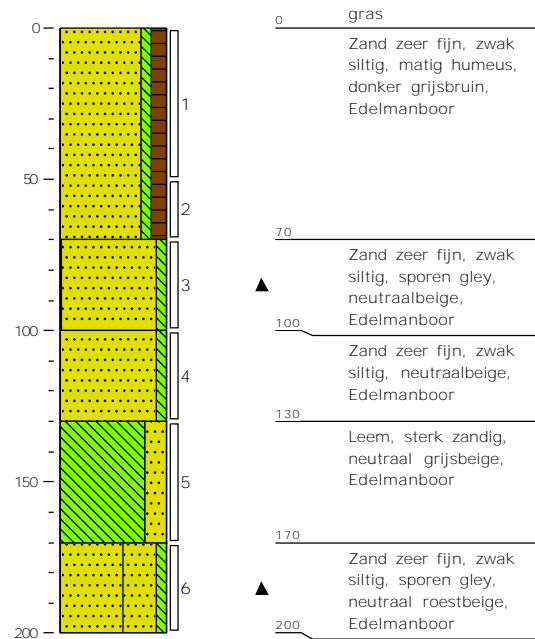 0
gras
0
Zand zeer fijn, zwak
siltig, matig humeus,
donker grijsbruin,
Edelmanboor
1
50
2
70
Zand zeer fijn, zwak
siltig, sporen gley,
neutraalbeige,
Edelmanboor
3
100
100
Zand zeer fijn, zwak
siltig, neutraalbeige,
Edelmanboor
4
130
Leem, sterk zandig,
neutraal grijsbeige,
Edelmanboor
150
5
170
Zand zeer fijn, zwak
siltig, sporen gley,
neutraal roestbeige,
Edelmanboor
6
200
200